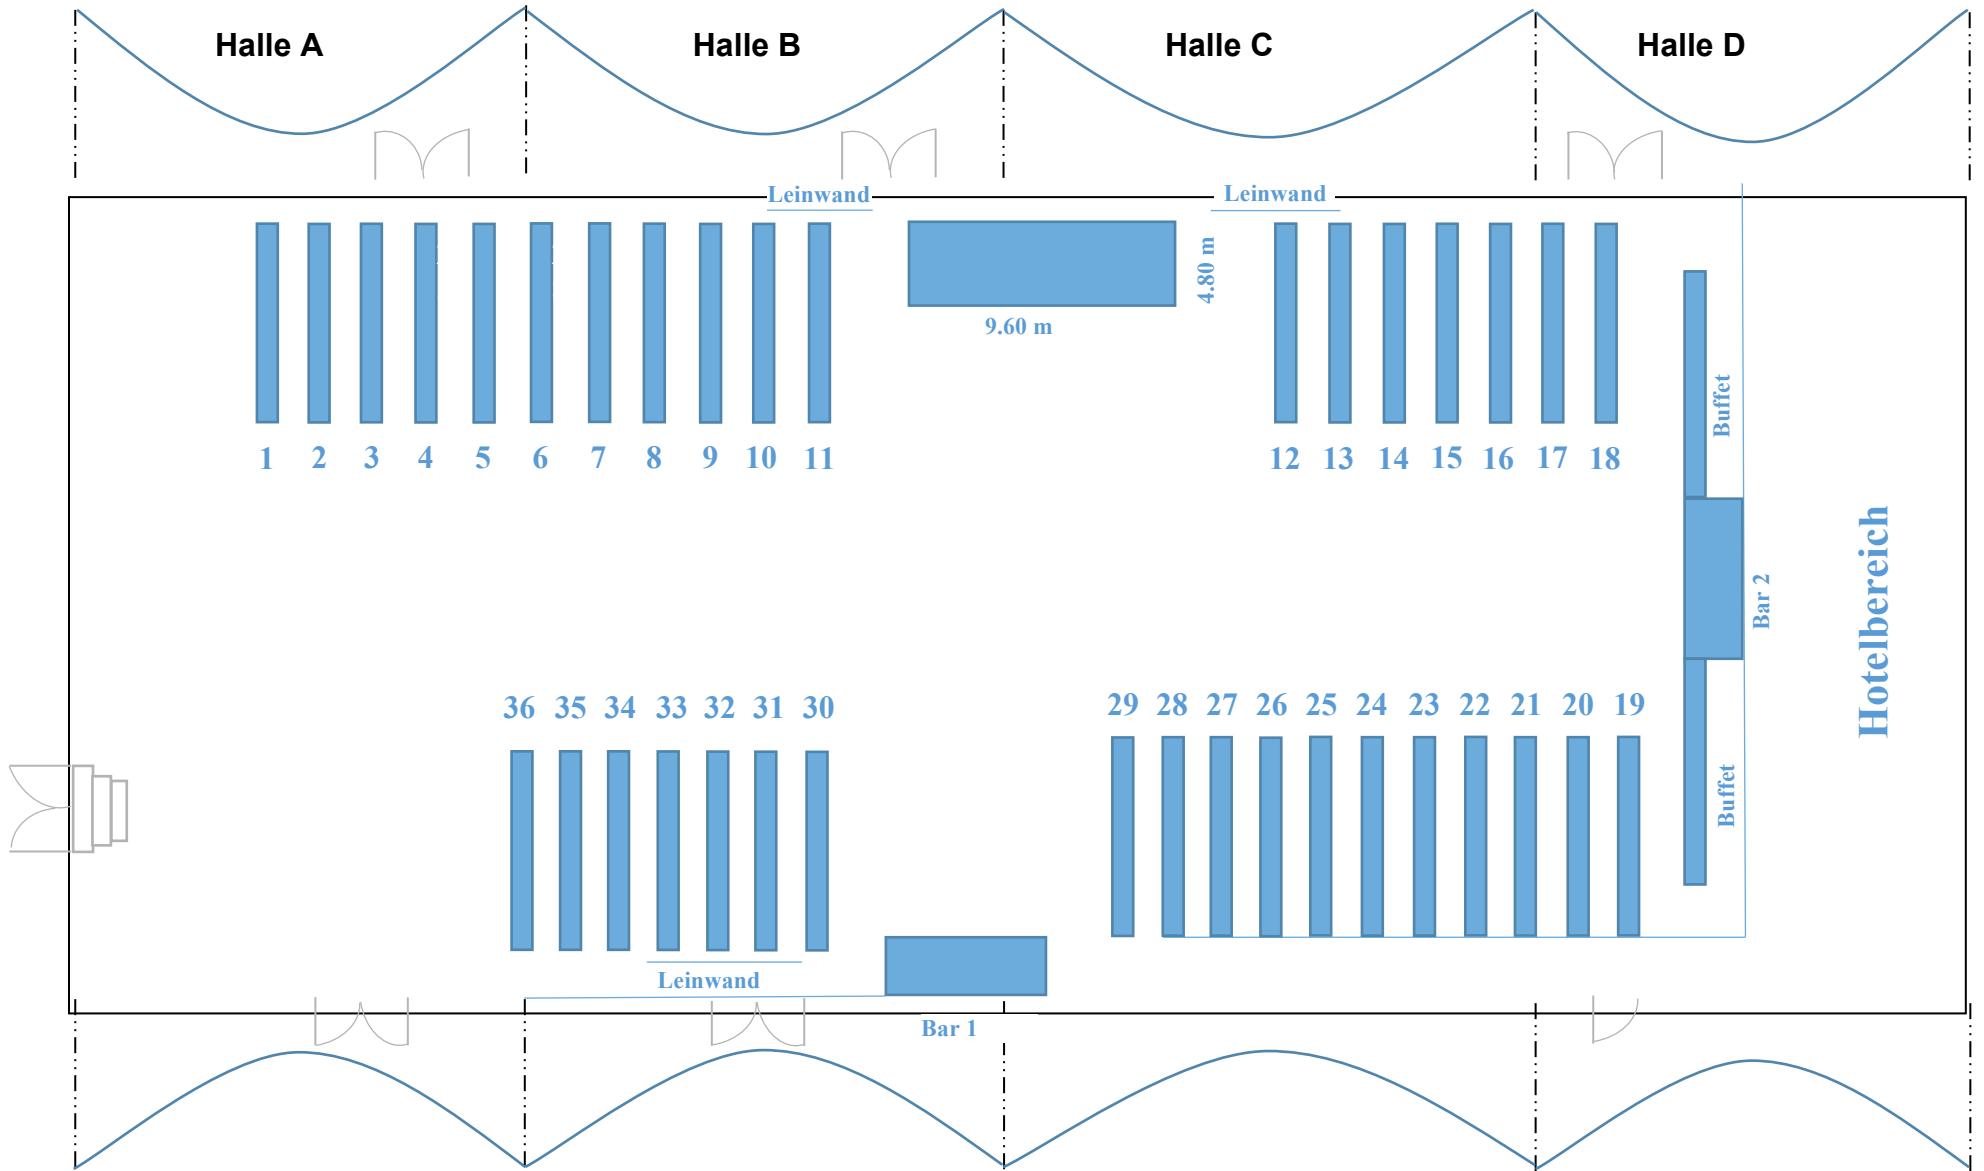 Halle A Halle B Halle C Halle D
Leinwand Leinwand
4.80 m
9.60 m
Buffet
1 2 3 4 5 6 7 8 9 10 11 12 13 14 15 16 17 18
Bar 2
Hotelbereich
36 35 34 33 32 31 30 29 28 27 26 25 24 23 22 21 20 19
Buffet
Leinwand
Bar 1